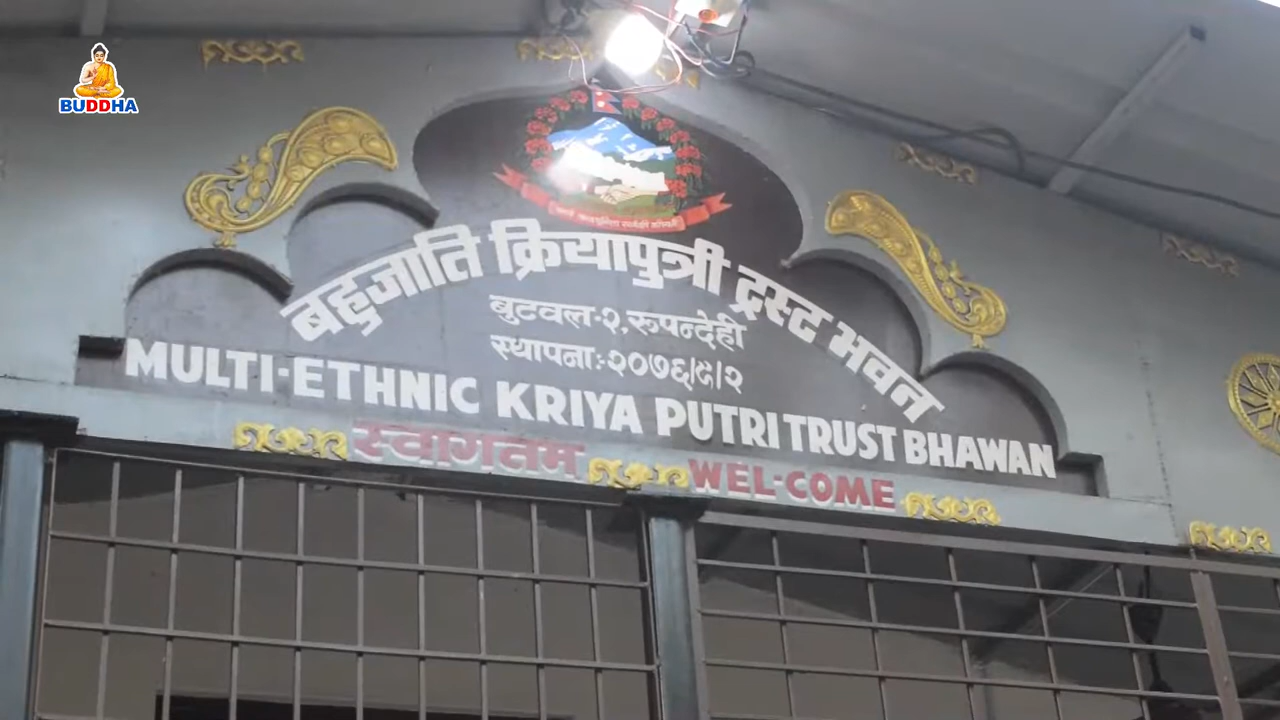 BUDDHA
बहुजाति क्रियापुत्री ट्रस्ट भवन
बुटवल-२, रूपन्देही
स्थापना:-२०७६।५।२
MULTI-ETHNIC KRIYA PUTRI TRUST BHAWAN
स्वागतम
WEL-COME